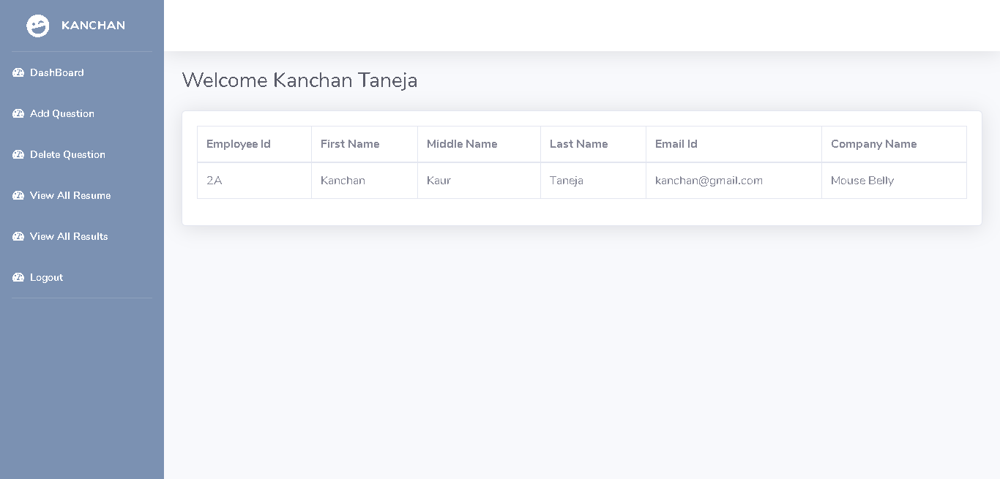 KANCHAN
DashBoard
Add Question
Delete Question
View All Resume
View All Results
Logout
Welcome Kanchan Taneja
Employee Id First Name Middle Name Last Name Email Id Company Name
2A Kanchan Kaur Taneja kanchan@gmail.com Mouse Belly